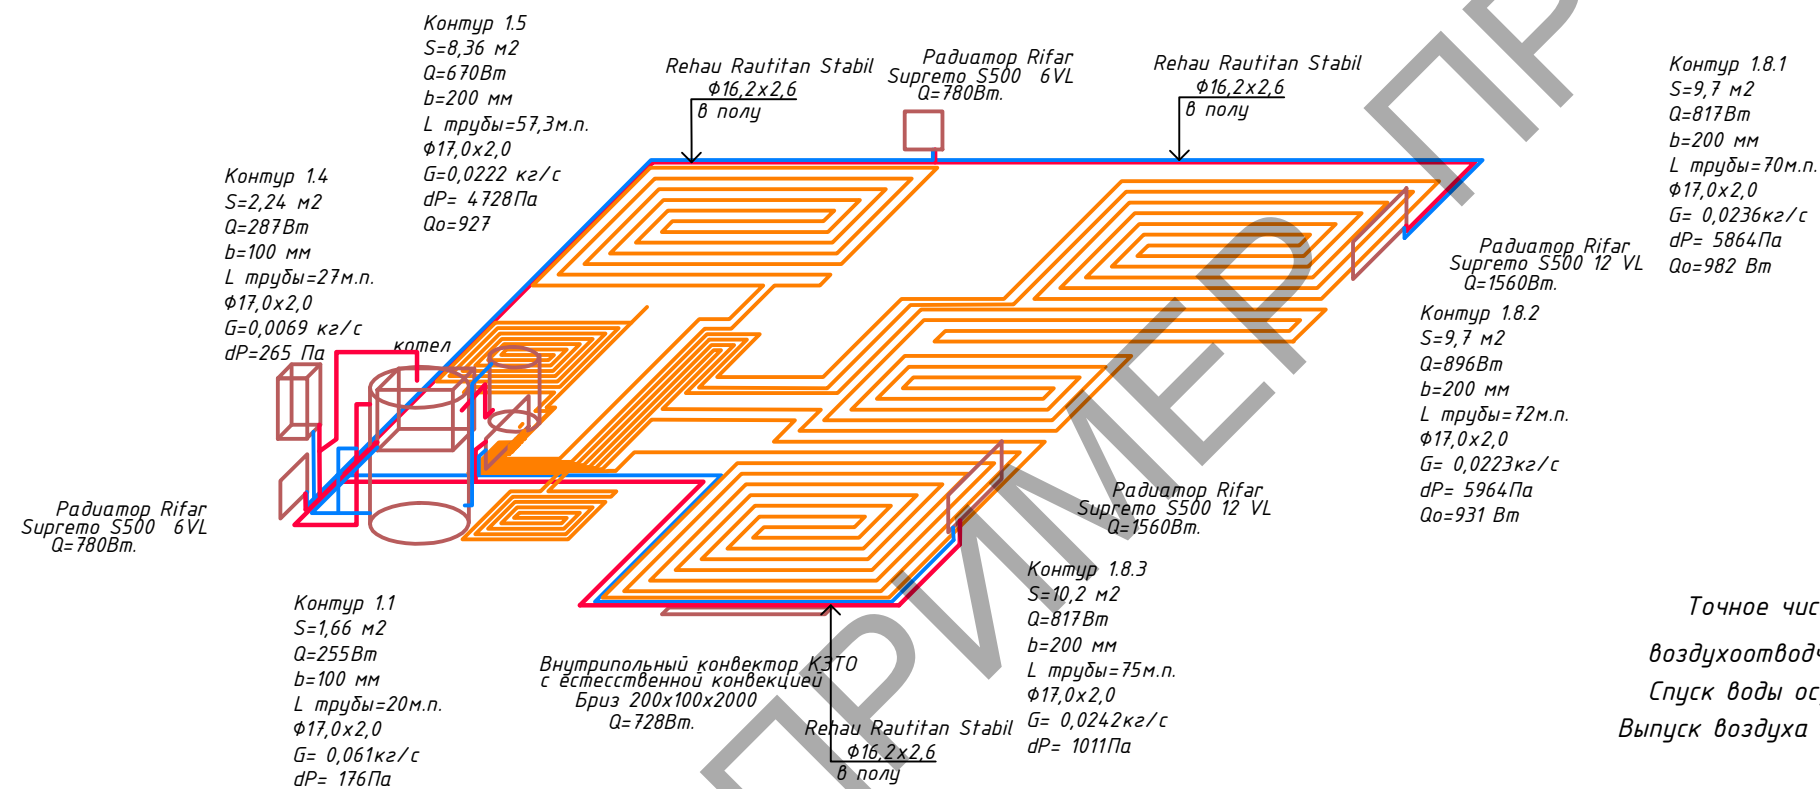 Контур 1.5
S=8,36 м2
Q=670Вт
b=200 мм
L трубы=57,3м.п.
Ф17,0х2,0
G=0,0222 кг/с
dP= 4728Па
Qo=927
Rehau Rautitan Stabil
Ф16,2х2,6
в полу
Радиатор Rifar
Supremo S500  6VL
Q=780Вт.
Rehau Rautitan Stabil
Ф16,2х2,6
в полу
Контур 1.8.1
S=9,7 м2
Q=817Вт
b=200 мм
L трубы=70м.п.
Ф17,0х2,0
G= 0,0236кг/с
dP= 5864Па
Qo=982 Вт
Контур 1.4
S=2,24 м2
Q=287Вт
b=100 мм
L трубы=27м.п.
Ф17,0х2,0
G=0,0069 кг/с
dP=265 Па
котел
Радиатор Rifar
Supremo S500 12 VL
Q=1560Вт.
Контур 1.8.2
S=9,7 м2
Q=896Вт
b=200 мм
L трубы=72м.п.
Ф17,0х2,0
G= 0,0223кг/с
dP= 5964Па
Qo=931 Вт
Радиатор Rifar
Supremo S500  6VL
Q=780Вт.
Радиатор Rifar
Supremo S500 12 VL
Q=1560Вт.
Контур 1.8.3
S=10,2 м2
Q=817Вт
b=200 мм
L трубы=75м.п.
Ф17,0х2,0
G= 0,0242кг/с
dP= 1011Па
Контур 1.1
S=1,66 м2
Q=255Вт
b=100 мм
L трубы=20м.п.
Ф17,0х2,0
G= 0,061кг/с
dP= 176Па
Внутрипольный конвектор КЗТО
с естесственной конвекцией
Бриз 200х100х2000
Q=728Вт.
Rehau Rautitan Stabil
Ф16,2х2,6
в полу
Точное чис
воздухоотводч
Спуск воды ос
Выпуск воздуха
ПРИМЕР ПР